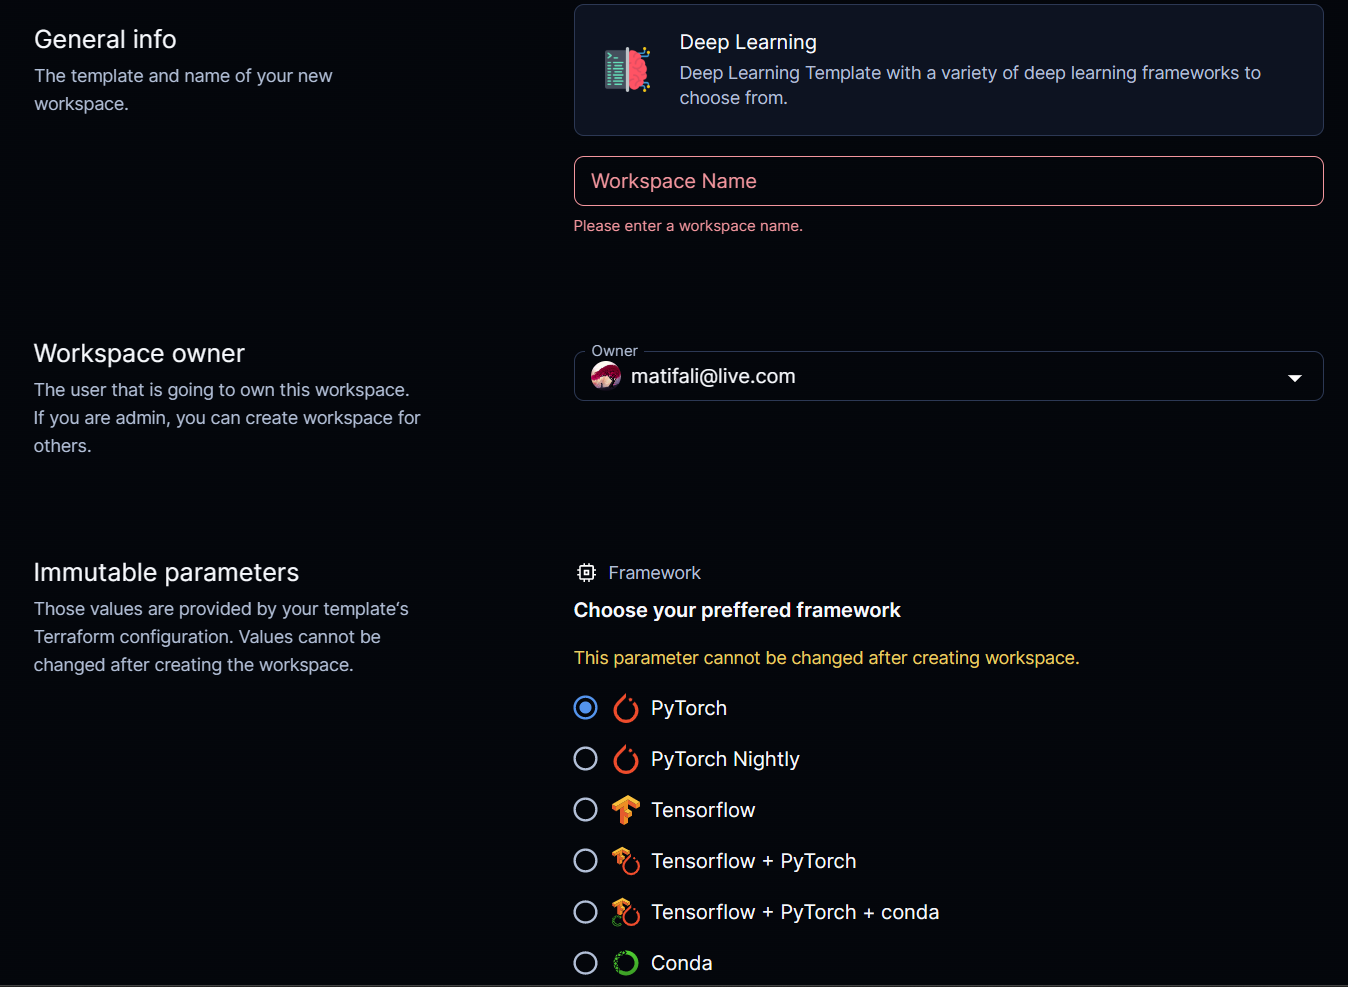 General info
The template and name of your new
workspace.
Deep Learning
Deep Learning Template with a variety of deep learning frameworks to
choose from.
Workspace Name
Please enter a workspace name.
Workspace owner
The user that is going to own this workspace.
If you are admin, you can create workspace for
others.
Owner
matifali@live.com
Immutable parameters
Those values are provided by your template‘s
Terraform configuration. Values cannot be
changed after creating the workspace.
Framework
Choose your preffered framework
This parameter cannot be changed after creating workspace.
PyTorch
PyTorch Nightly
Tensorflow
Tensorflow + PyTorch
Tensorflow + PyTorch + conda
Conda